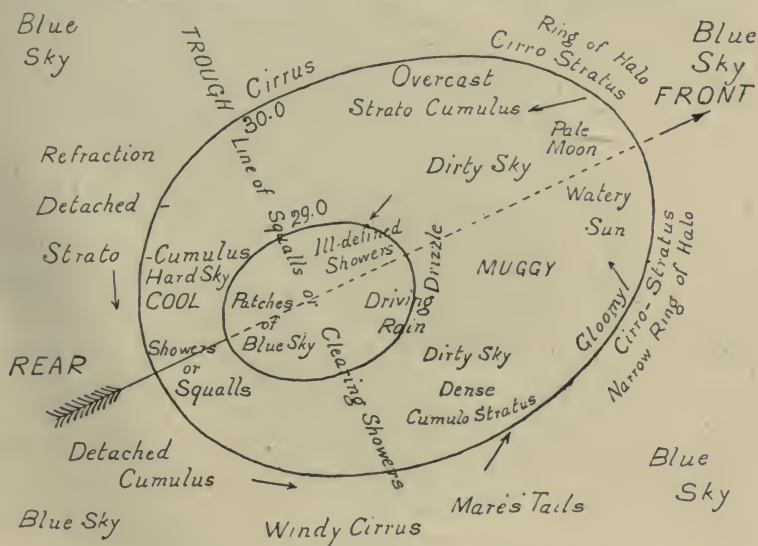 Blue
Sky
TROUGH
Cirrus
30.0
Overcast
Strato Cumulus
Ring of Halo
Cirro Stratus
Blue
Sky
FRONT
Pale
Moon
Refraction
Detached
Strato - Cumulus
Hard Sky
COOL
Line of Squalls or Clearing Showers
29.0
Dirty Sky
Watery
Sun
Ill-defined
Showers
Drizzle
MUGGY
Patches
of
Blue Sky
Driving
Rain
Gloomy
Cirro-Stratus
Narrow Ring of Halo
REAR
Showers
or
Squalls
Dirty Sky
Dense
Cumulo Stratus
Detached
Cumulus
Blue Sky
Windy Cirrus
Mare's Tails
Blue
Sky